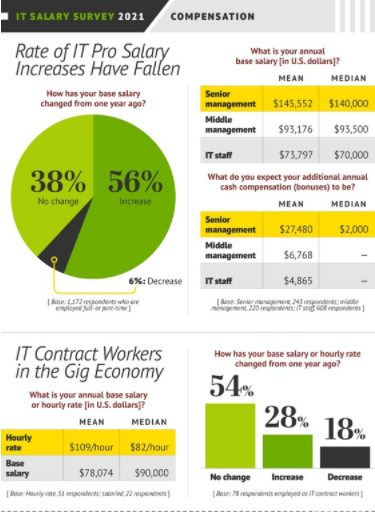 IT SALARY SURVEY 2021
COMPENSATION
Rate of IT Pro Salary
Increases Have Fallen
How has your base salary
changed from one year ago?
38%
No change
56%
Increase
6%: Decrease
[ Base: 1,172 respondents who are
employed full- or part-time ]
What is your annual
base salary [in U.S. dollars]?
MEAN MEDIAN
Senior
management $145,552 $140,000
Middle
management $93,176 $93,500
IT staff $73,797 $70,000
What do you expect your additional annual
cash compensation (bonuses) to be?
MEAN MEDIAN
Senior
management $27,480 $2,000
Middle
management $6,768 –
IT staff $4,865 –
[ Base: Senior management, 243 respondents; middle
management, 220 respondents; IT staff, 608 respondents ]
IT Contract Workers
in the Gig Economy
What is your annual base salary
or hourly rate [in U.S. dollars]?
MEAN MEDIAN
Hourly
rate $109/hour $82/hour
Base
salary $78,074 $90,000
[ Base: Hourly rate, 51 respondents; salaried, 22 respondents ]
How has your base salary or hourly rate
changed from one year ago?
54%
28%
18%
No change Increase Decrease
[ Base: 78 respondents employed as IT contract workers ]